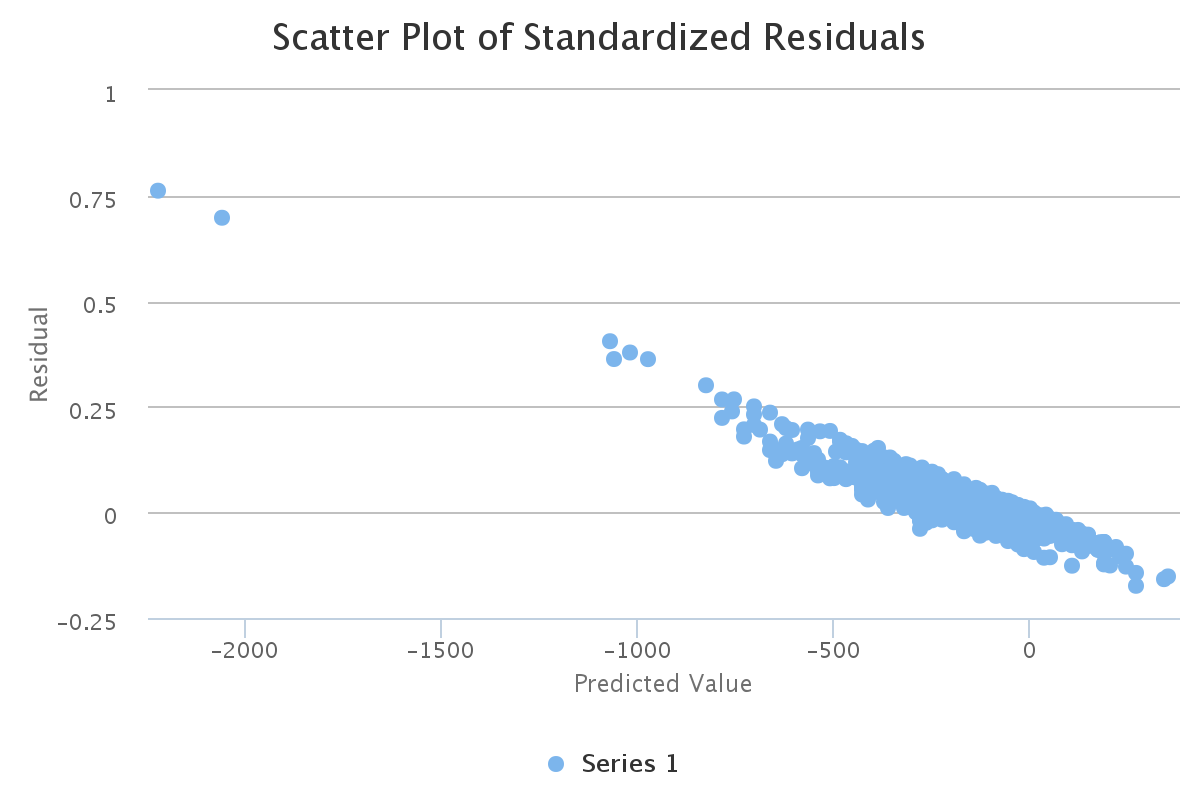 Scatter Plot of Standardized Residuals
1
0.75
0.5
0.25
0
-0.25
Residual
-2000 -1500 -1000 -500 0
Predicted Value
Series 1